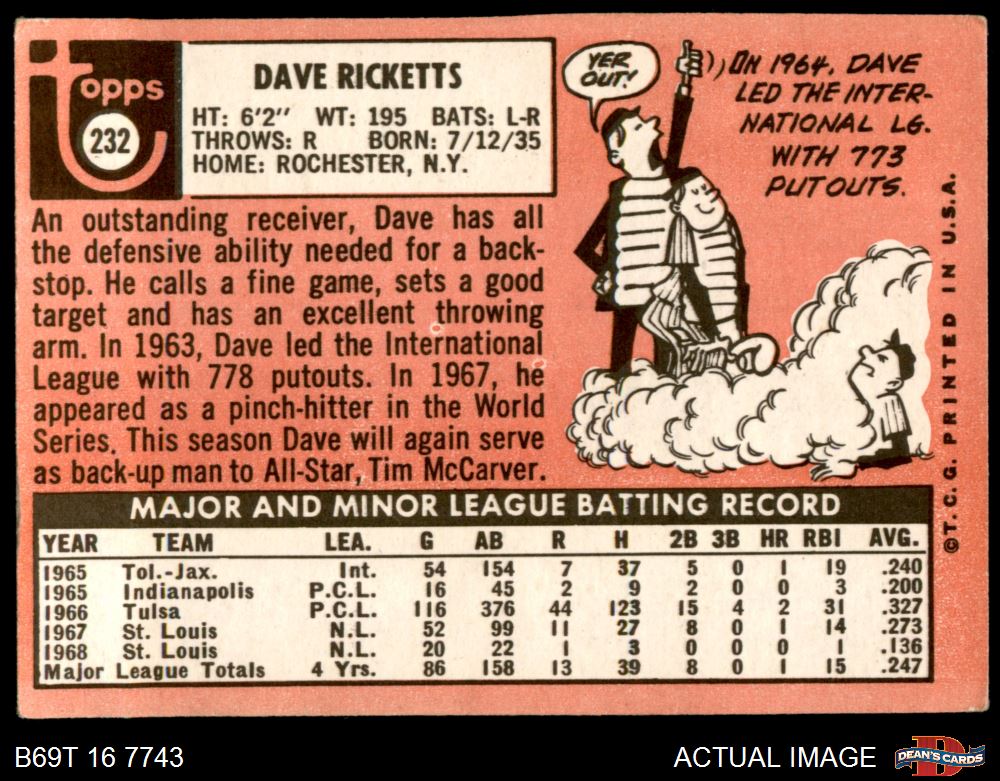 Topps
232
DAVE RICKETTS
HT: 6'2" WT: 195 BATS: L-R
THROWS: R BORN: 7/12/35
HOME: ROCHESTER, N.Y.
YER
OUT!
IN 1964, DAVE
LED THE INTER-
NATIONAL LG.
WITH 773
PUTOUTS.
An outstanding receiver, Dave has all
the defensive ability needed for a back-
stop. He calls a fine game, sets a good
target and has an excellent throwing
arm. In 1963, Dave led the International
League with 778 putouts. In 1967, he
appeared as a pinch-hitter in the World
Series. This season Dave will again serve
as back-up man to All-Star, Tim McCarver.
©T.C.G. PRINTED IN U.S.A.
MAJOR AND MINOR LEAGUE BATTING RECORD
YEAR TEAM LEA. G AB R H 2B 3B HR RBI AVG.
1965 Tol.-Jax. Int. 54 154 7 37 5 0 1 19 .240
1965 Indianapolis P.C.L. 16 45 2 9 2 0 0 3 .200
1966 Tulsa P.C.L. 116 376 44 123 15 4 2 31 .327
1967 St. Louis N.L. 52 99 11 27 8 0 1 14 .273
1968 St. Louis N.L. 20 22 1 3 0 0 0 1 .136
Major League Totals 4 Yrs. 86 158 13 39 8 0 1 15 .247
B69T 16 7743
ACTUAL IMAGE
D
DEAN'S CARDS